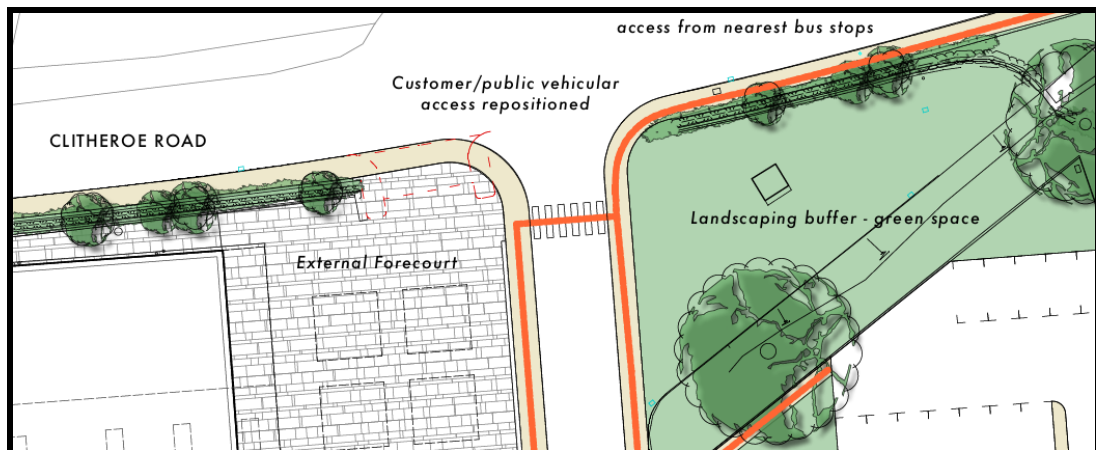 access from nearest bus stops
Customer/public vehicular
access repositioned
CLITHEROE ROAD
Landscaping buffer - green space
External Forecourt